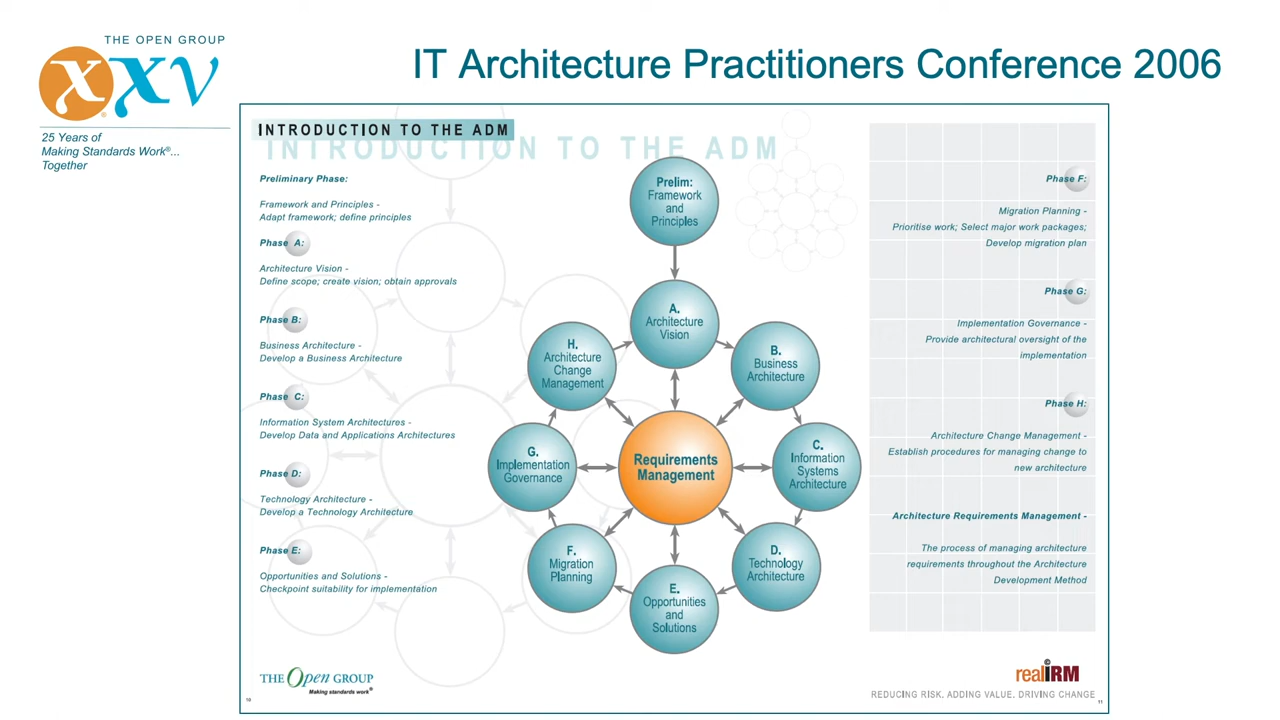 THE OPEN GROUP
XXV
25 Years of
Making Standards Work®...
Together
IT Architecture Practitioners Conference 2006
INTRODUCTION TO THE ADM
INTRODUCTION TO THE ADM
Preliminary Phase:
Framework and Principles -
Adapt framework; define principles
Phase A:
Architecture Vision -
Define scope; create vision; obtain approvals
Phase B:
Business Architecture -
Develop a Business Architecture
Phase C:
Information System Architectures -
Develop Data and Applications Architectures
Phase D:
Technology Architecture -
Develop a Technology Architecture
Phase E:
Opportunities and Solutions -
Checkpoint suitability for implementation
Prelim:
Framework
and
Principles
A.
Architecture
Vision
B.
Business
Architecture
C.
Information
Systems
Architecture
D.
Technology
Architecture
E.
Opportunities
and
Solutions
F.
Migration
Planning
G.
Implementation
Governance
H.
Architecture
Change
Management
Requirements
Management
Phase F:
Migration Planning -
Prioritise work; Select major work packages;
Develop migration plan
Phase G:
Implementation Governance -
Provide architectural oversight of the
implementation
Phase H:
Architecture Change Management -
Establish procedures for managing change to
new architecture
Architecture Requirements Management -
The process of managing architecture
requirements throughout the Architecture
Development Method
THE Open GROUP
Making standards work®
realIRM
REDUCING RISK. ADDING VALUE. DRIVING CHANGE
11